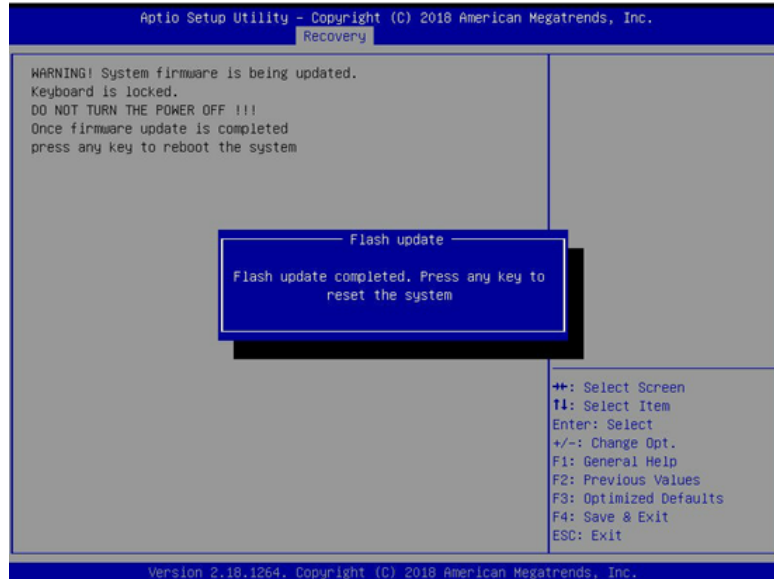 Aptio Setup Utility – Copyright (C) 2018 American Megatrends, Inc.
Recovery
WARNING! System firmware is being updated.
Keyboard is locked.
DO NOT TURN THE POWER OFF !!!
Once firmware update is completed
press any key to reboot the system
Flash update
Flash update completed. Press any key to
reset the system
→←: Select Screen
↑↓: Select Item
Enter: Select
+/-: Change Opt.
F1: General Help
F2: Previous Values
F3: Optimized Defaults
F4: Save & Exit
ESC: Exit
Version 2.18.1264. Copyright (C) 2018 American Megatrends, Inc.